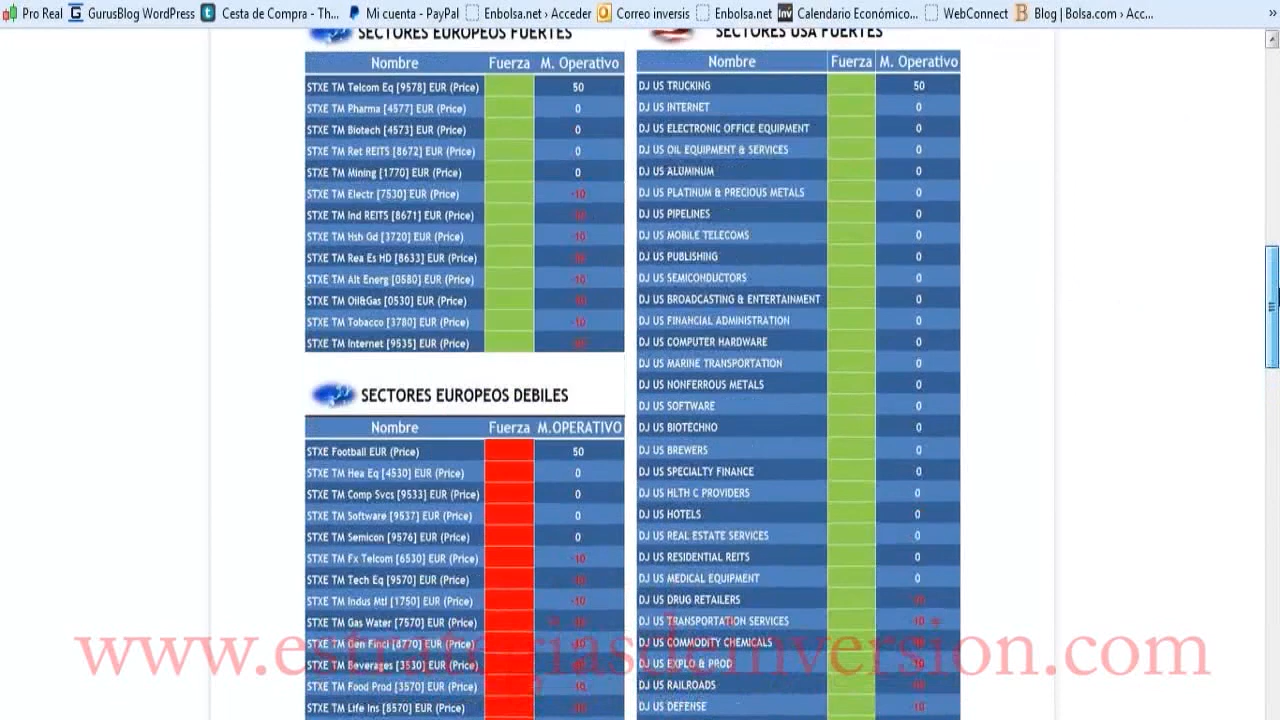 Pro Real GurusBlog WordPress Cesta de Compra - Th... Mi cuenta - PayPal Enbolsa.net › Acceder Correo inversis Enbolsa.net Calendario Económico... WebConnect Blog | Bolsa.com › Acc... »
SECTORES EUROPEOS FUERTES
Nombre Fuerza M. Operativo
STXE TM Telcom Eq [9578] EUR (Price) 50
STXE TM Pharma [4577] EUR (Price) 0
STXE TM Biotech [4573] EUR (Price) 0
STXE TM Ret REITS [8672] EUR (Price) 0
STXE TM Mining [1770] EUR (Price) 0
STXE TM Electr [7530] EUR (Price) -10
STXE TM Ind REITS [8671] EUR (Price)
STXE TM Hsh Gd [3720] EUR (Price) -10
STXE TM Rea Es HD [8633] EUR (Price)
STXE TM Alt Energ [0580] EUR (Price) -10
STXE TM Oil&Gas [0530] EUR (Price)
STXE TM Tobacco [3780] EUR (Price) -10
STXE TM Internet [9535] EUR (Price)
SECTORES EUROPEOS DEBILES
Nombre Fuerza M.OPERATIVO
STXE Football EUR (Price) 50
STXE TM Hea Eq [4530] EUR (Price) 0
STXE TM Comp Svcs [9533] EUR (Price) 0
STXE TM Software [9537] EUR (Price) 0
STXE TM Semicon [9576] EUR (Price) 0
STXE TM Fx Telcom [6530] EUR (Price) -10
STXE TM Tech Eq [9570] EUR (Price)
STXE TM Indus Mtl [1750] EUR (Price) -10
STXE TM Gas Water [7570] EUR (Price)
STXE TM Gen Fincl [8770] EUR (Price)
STXE TM Beverages [3530] EUR (Price)
STXE TM Food Prod [3570] EUR (Price) -10
STXE TM Life Ins [8570] EUR (Price)
SECTORES USA FUERTES
Nombre Fuerza M. Operativo
DJ US TRUCKING 50
DJ US INTERNET 0
DJ US ELECTRONIC OFFICE EQUIPMENT 0
DJ US OIL EQUIPMENT & SERVICES 0
DJ US ALUMINUM 0
DJ US PLATINUM & PRECIOUS METALS 0
DJ US PIPELINES 0
DJ US MOBILE TELECOMS 0
DJ US PUBLISHING 0
DJ US SEMICONDUCTORS 0
DJ US BROADCASTING & ENTERTAINMENT 0
DJ US FINANCIAL ADMINISTRATION 0
DJ US COMPUTER HARDWARE 0
DJ US MARINE TRANSPORTATION 0
DJ US NONFERROUS METALS 0
DJ US SOFTWARE 0
DJ US BIOTECHNO 0
DJ US BREWERS 0
DJ US SPECIALTY FINANCE 0
DJ US HLTH C PROVIDERS 0
DJ US HOTELS 0
DJ US REAL ESTATE SERVICES 0
DJ US RESIDENTIAL REITS 0
DJ US MEDICAL EQUIPMENT 0
DJ US DRUG RETAILERS
DJ US TRANSPORTATION SERVICES -10
DJ US COMMODITY CHEMICALS
DJ US EXPLO & PROD
DJ US RAILROADS
DJ US DEFENSE -10
www.estrategiasdeinversion.com